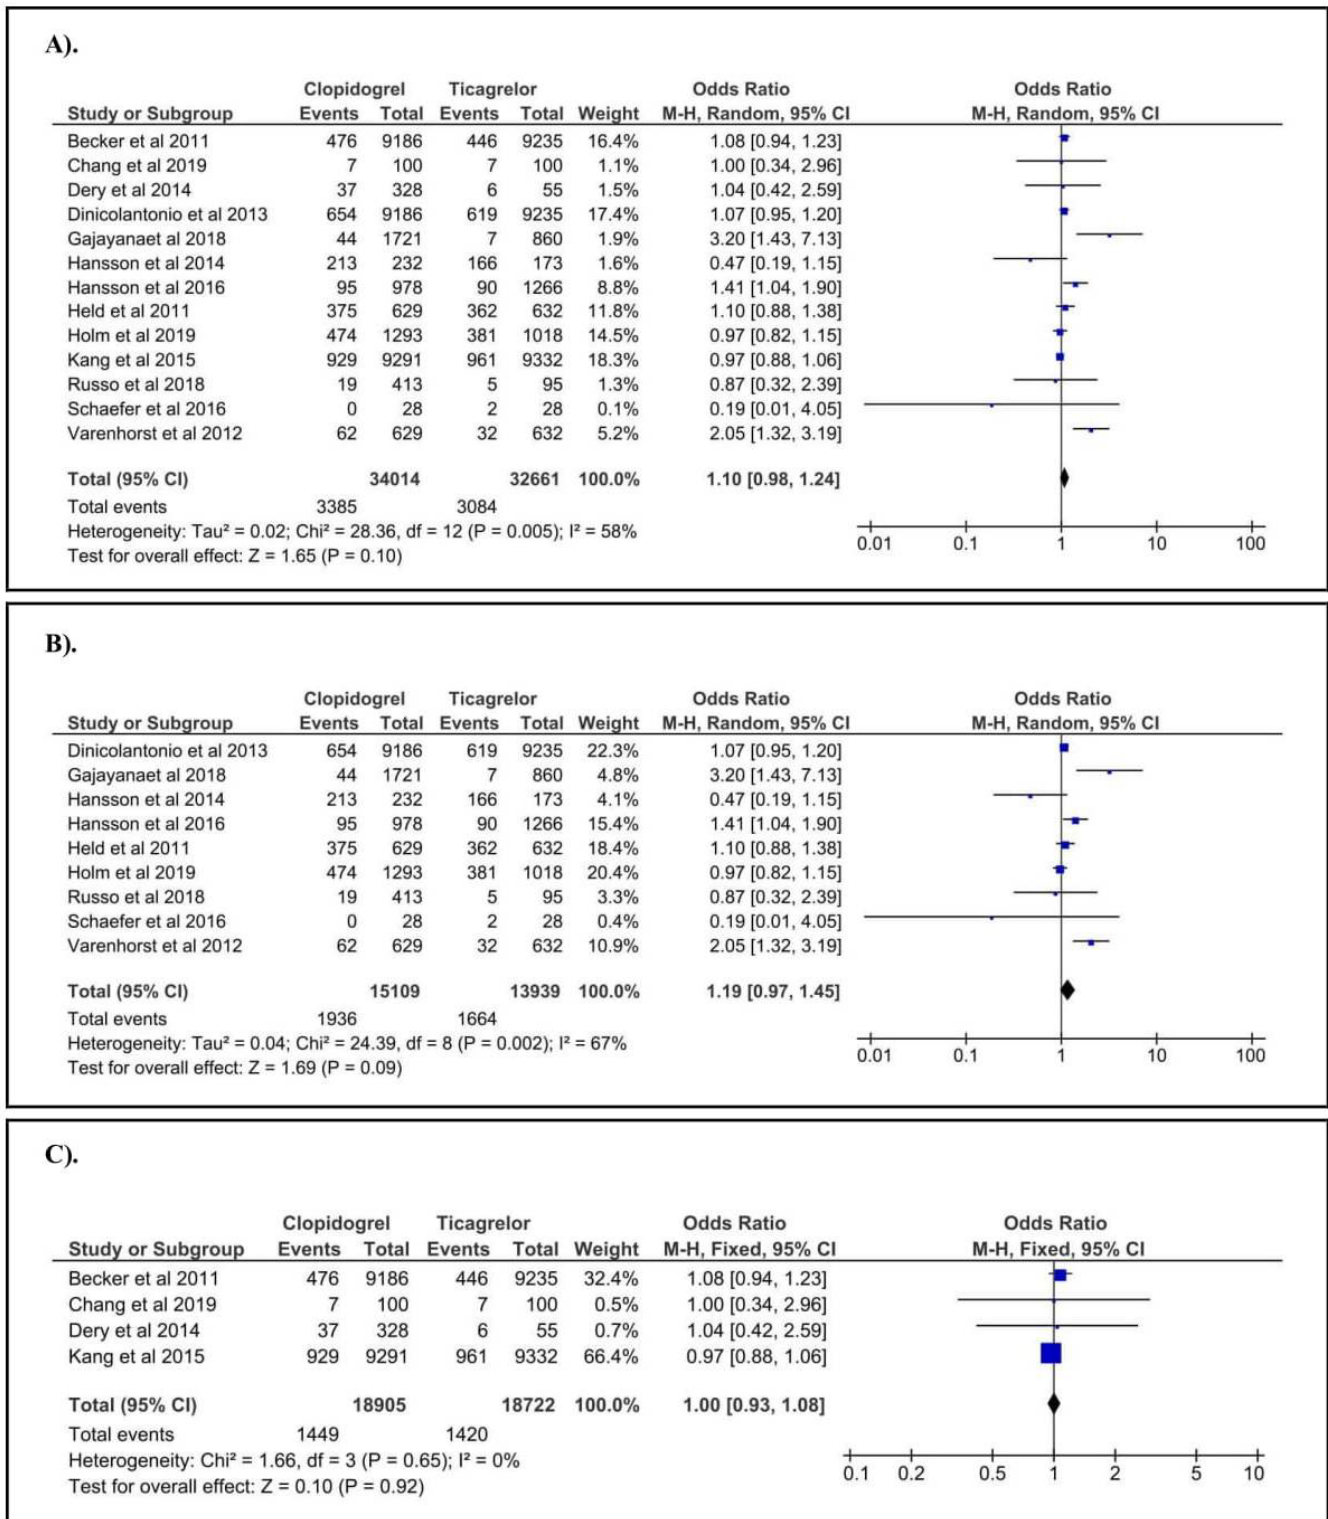 A).
Clopidogrel Ticagrelor Odds Ratio Odds Ratio
Study or Subgroup Events Total Events Total Weight M-H, Random, 95% CI M-H, Random, 95% CI
Becker et al 2011 476 9186 446 9235 16.4% 1.08 [0.94, 1.23]
Chang et al 2019 7 100 7 100 1.1% 1.00 [0.34, 2.96]
Dery et al 2014 37 328 6 55 1.5% 1.04 [0.42, 2.59]
Dinicolantonio et al 2013 654 9186 619 9235 17.4% 1.07 [0.95, 1.20]
Gajayanaet al 2018 44 1721 7 860 1.9% 3.20 [1.43, 7.13]
Hansson et al 2014 213 232 166 173 1.6% 0.47 [0.19, 1.15]
Hansson et al 2016 95 978 90 1266 8.8% 1.41 [1.04, 1.90]
Held et al 2011 375 629 362 632 11.8% 1.10 [0.88, 1.38]
Holm et al 2019 474 1293 381 1018 14.5% 0.97 [0.82, 1.15]
Kang et al 2015 929 9291 961 9332 18.3% 0.97 [0.88, 1.06]
Russo et al 2018 19 413 5 95 1.3% 0.87 [0.32, 2.39]
Schaefer et al 2016 0 28 2 28 0.1% 0.19 [0.01, 4.05]
Varenhorst et al 2012 62 629 32 632 5.2% 2.05 [1.32, 3.19]
Total (95% CI) 34014 32661 100.0% 1.10 [0.98, 1.24]
Total events 3385 3084
Heterogeneity: Tau² = 0.02; Chi² = 28.36, df = 12 (P = 0.005); I² = 58%
Test for overall effect: Z = 1.65 (P = 0.10)
0.01 0.1 1 10 100
B).
Clopidogrel Ticagrelor Odds Ratio Odds Ratio
Study or Subgroup Events Total Events Total Weight M-H, Random, 95% CI M-H, Random, 95% CI
Dinicolantonio et al 2013 654 9186 619 9235 22.3% 1.07 [0.95, 1.20]
Gajayanaet al 2018 44 1721 7 860 4.8% 3.20 [1.43, 7.13]
Hansson et al 2014 213 232 166 173 4.1% 0.47 [0.19, 1.15]
Hansson et al 2016 95 978 90 1266 15.4% 1.41 [1.04, 1.90]
Held et al 2011 375 629 362 632 18.4% 1.10 [0.88, 1.38]
Holm et al 2019 474 1293 381 1018 20.4% 0.97 [0.82, 1.15]
Russo et al 2018 19 413 5 95 3.3% 0.87 [0.32, 2.39]
Schaefer et al 2016 0 28 2 28 0.4% 0.19 [0.01, 4.05]
Varenhorst et al 2012 62 629 32 632 10.9% 2.05 [1.32, 3.19]
Total (95% CI) 15109 13939 100.0% 1.19 [0.97, 1.45]
Total events 1936 1664
Heterogeneity: Tau² = 0.04; Chi² = 24.39, df = 8 (P = 0.002); I² = 67%
Test for overall effect: Z = 1.69 (P = 0.09)
0.01 0.1 1 10 100
C).
Clopidogrel Ticagrelor Odds Ratio Odds Ratio
Study or Subgroup Events Total Events Total Weight M-H, Fixed, 95% CI M-H, Fixed, 95% CI
Becker et al 2011 476 9186 446 9235 32.4% 1.08 [0.94, 1.23]
Chang et al 2019 7 100 7 100 0.5% 1.00 [0.34, 2.96]
Dery et al 2014 37 328 6 55 0.7% 1.04 [0.42, 2.59]
Kang et al 2015 929 9291 961 9332 66.4% 0.97 [0.88, 1.06]
Total (95% CI) 18905 18722 100.0% 1.00 [0.93, 1.08]
Total events 1449 1420
Heterogeneity: Chi² = 1.66, df = 3 (P = 0.65); I² = 0%
Test for overall effect: Z = 0.10 (P = 0.92)
0.1 0.2 0.5 1 2 5 10